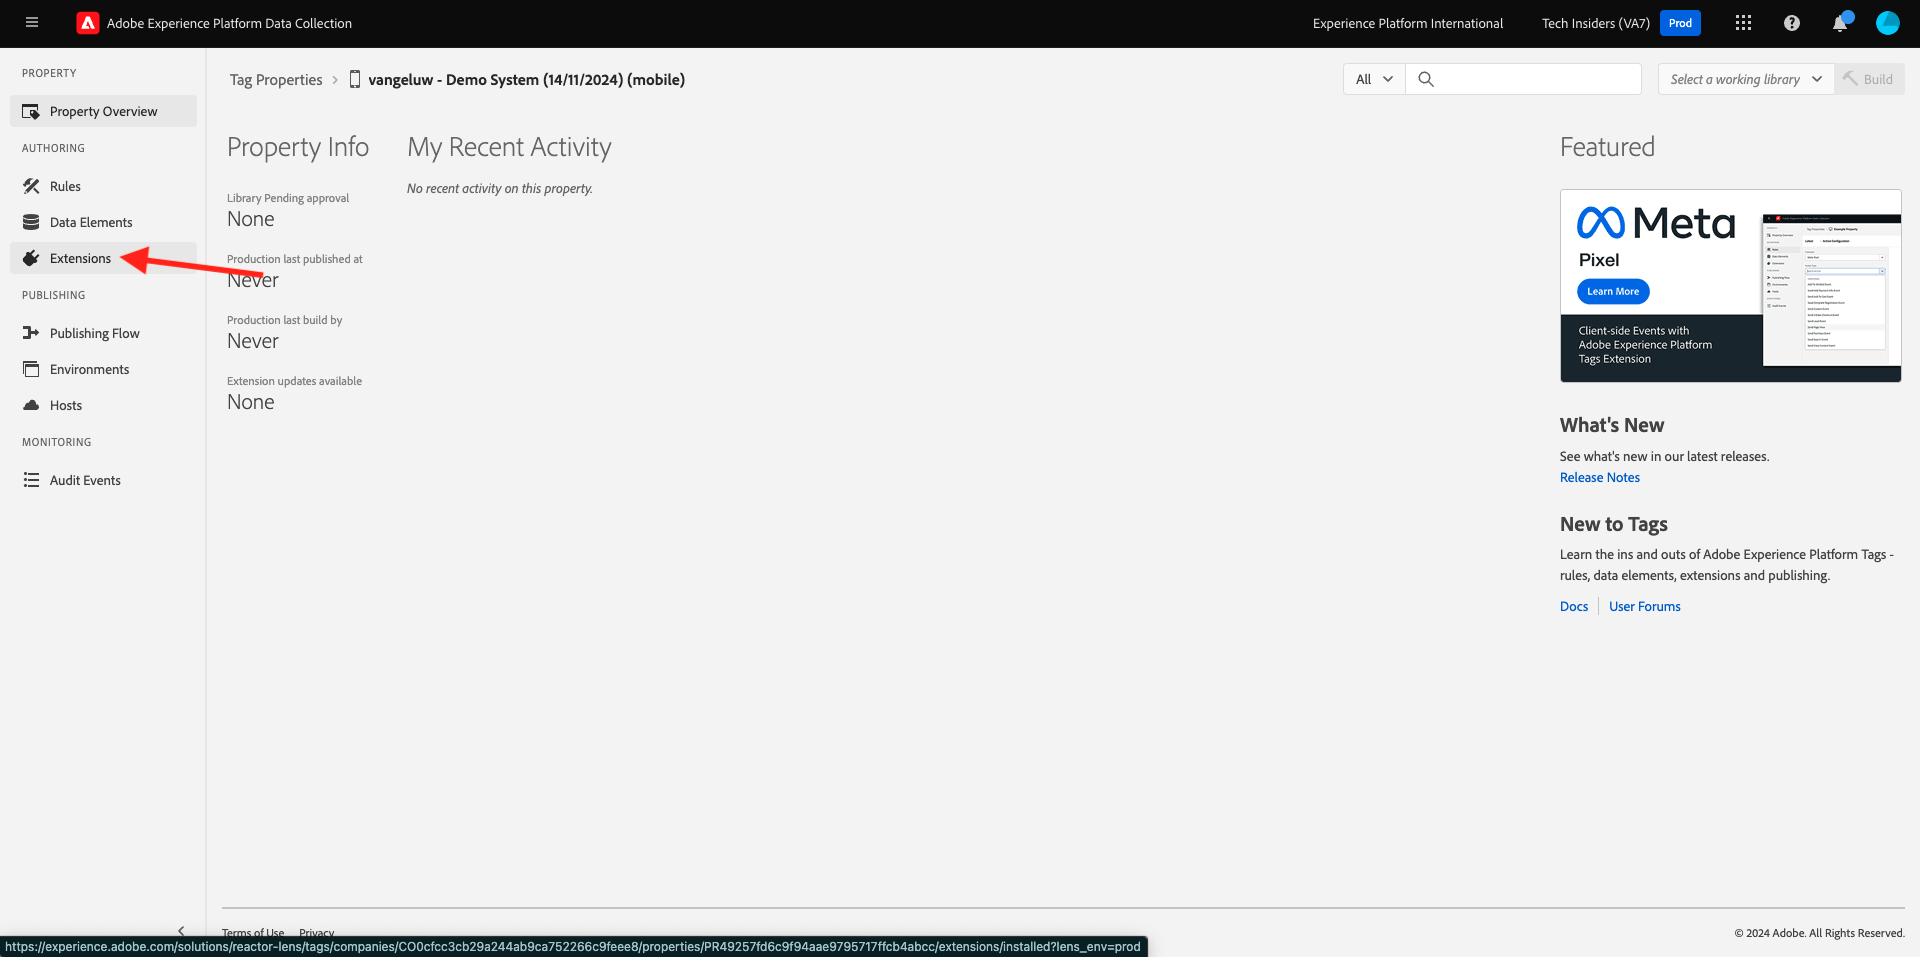 Adobe Experience Platform Data Collection
Experience Platform International
Tech Insiders (VA7)
Prod
PROPERTY
Property Overview
AUTHORING
Rules
Data Elements
Extensions
PUBLISHING
Publishing Flow
Environments
Hosts
MONITORING
Audit Events
Tag Properties
vangeluw - Demo System (14/11/2024) (mobile)
All
Select a working library
Build
Property Info
Library Pending approval
None
Production last published at
Never
Production last build by
Never
Extension updates available
None
My Recent Activity
No recent activity on this property.
Featured
Meta
Pixel
Learn More
Client-side Events with
Adobe Experience Platform
Tags Extension
What's New
See what's new in our latest releases.
Release Notes
New to Tags
Learn the ins and outs of Adobe Experience Platform Tags -
rules, data elements, extensions and publishing.
Docs
User Forums
Terms of Use
Privacy
© 2024 Adobe. All Rights Reserved.
https://experience.adobe.com/solutions/reactor-lens/tags/companies/CO0cfcc3cb29a244ab9ca752266c9feee8/properties/PR49257fd6c9f94aae9795717ffcb4abcc/extensions/installed?lens_env=prod